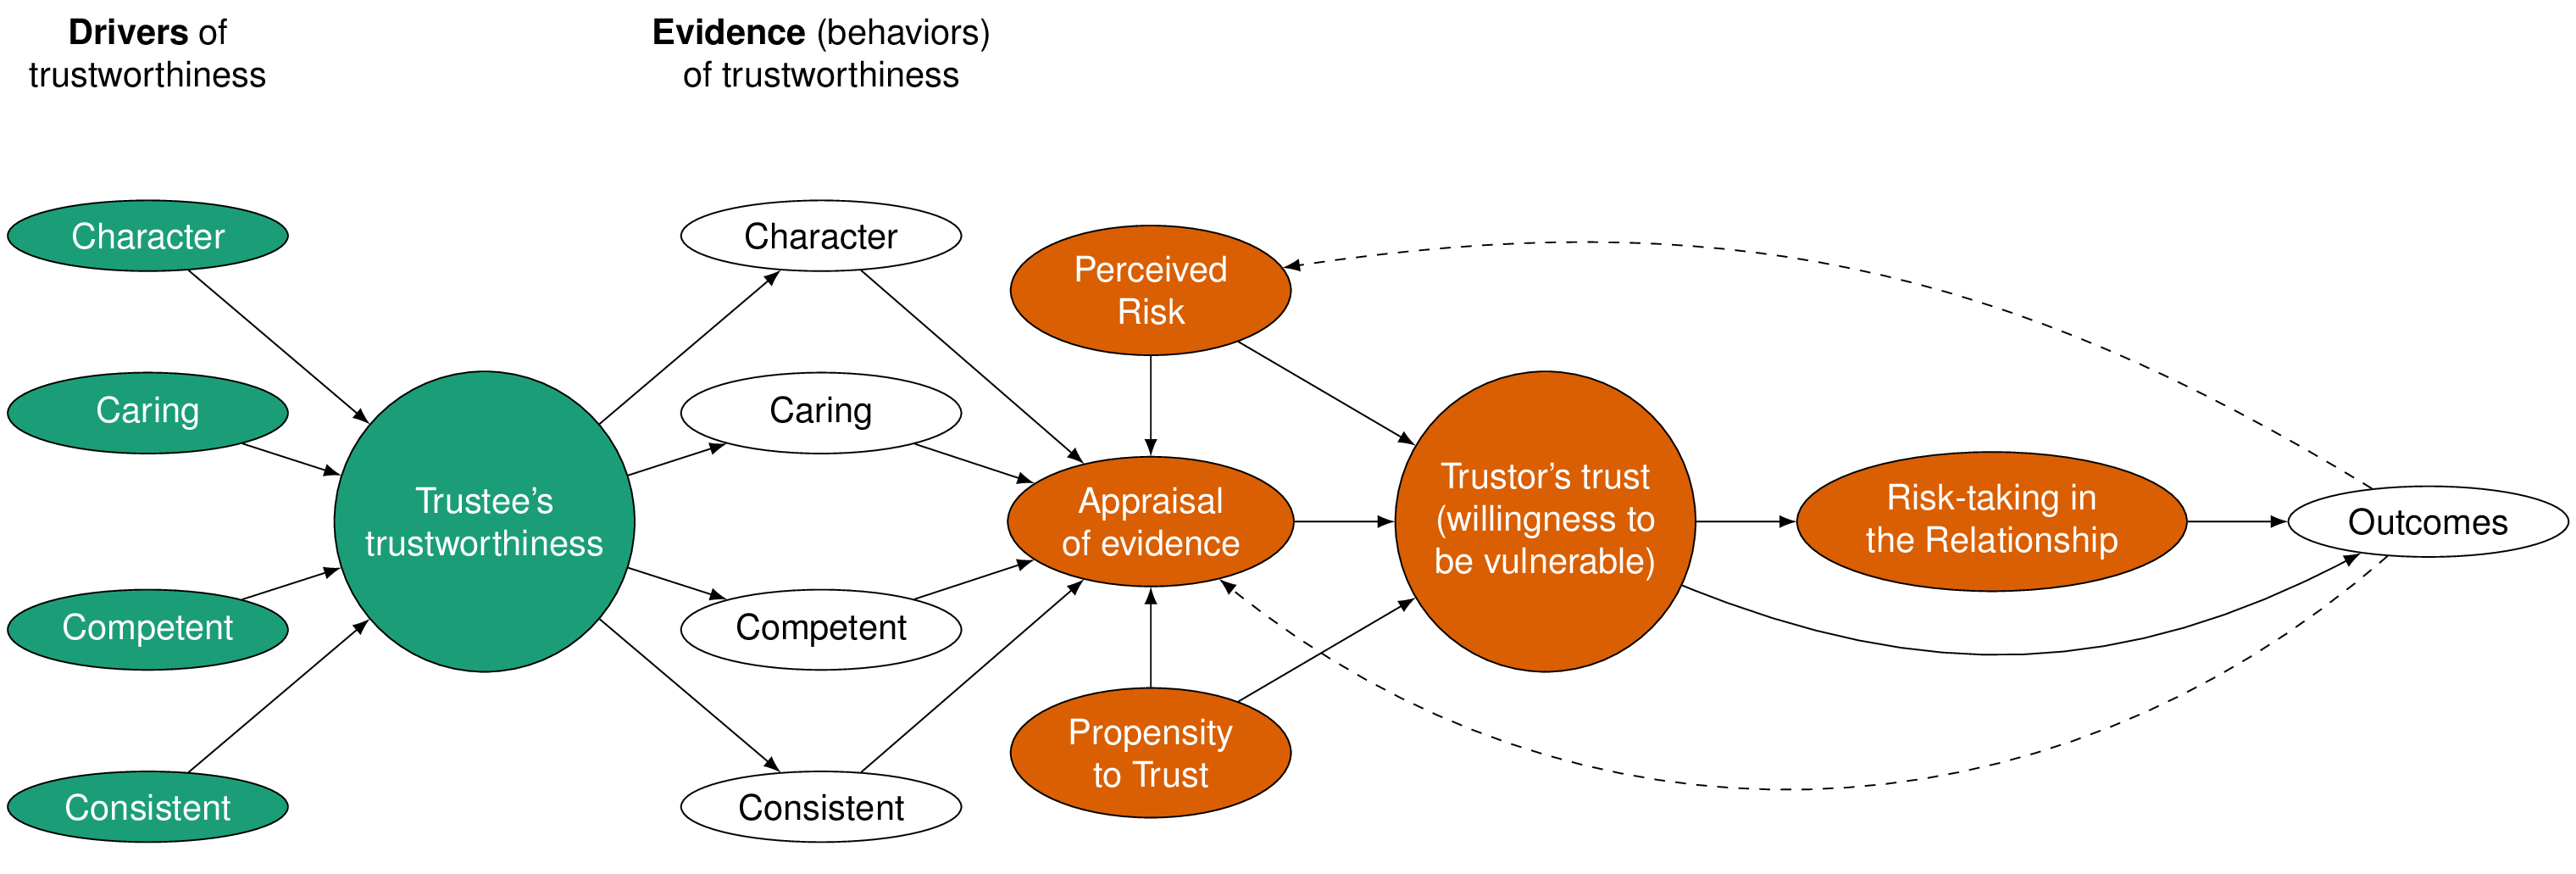 Drivers of
trustworthiness
Evidence (behaviors)
of trustworthiness
Character
Caring
Competent
Consistent
Trustee’s
trustworthiness
Character
Caring
Competent
Consistent
Perceived
Risk
Appraisal
of evidence
Propensity
to Trust
Trustor’s trust
(willingness to
be vulnerable)
Risk-taking in
the Relationship
Outcomes